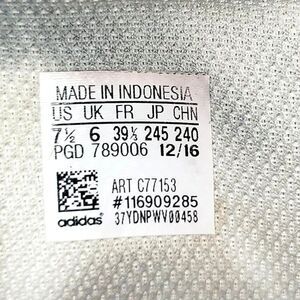 MADE IN INDONESIA
US UK FR JP CHN
7½ 6 39⅓ 245 240
PGD 789006 12/16
ART C77153
#116909285
adidas 37YDNPWV00458